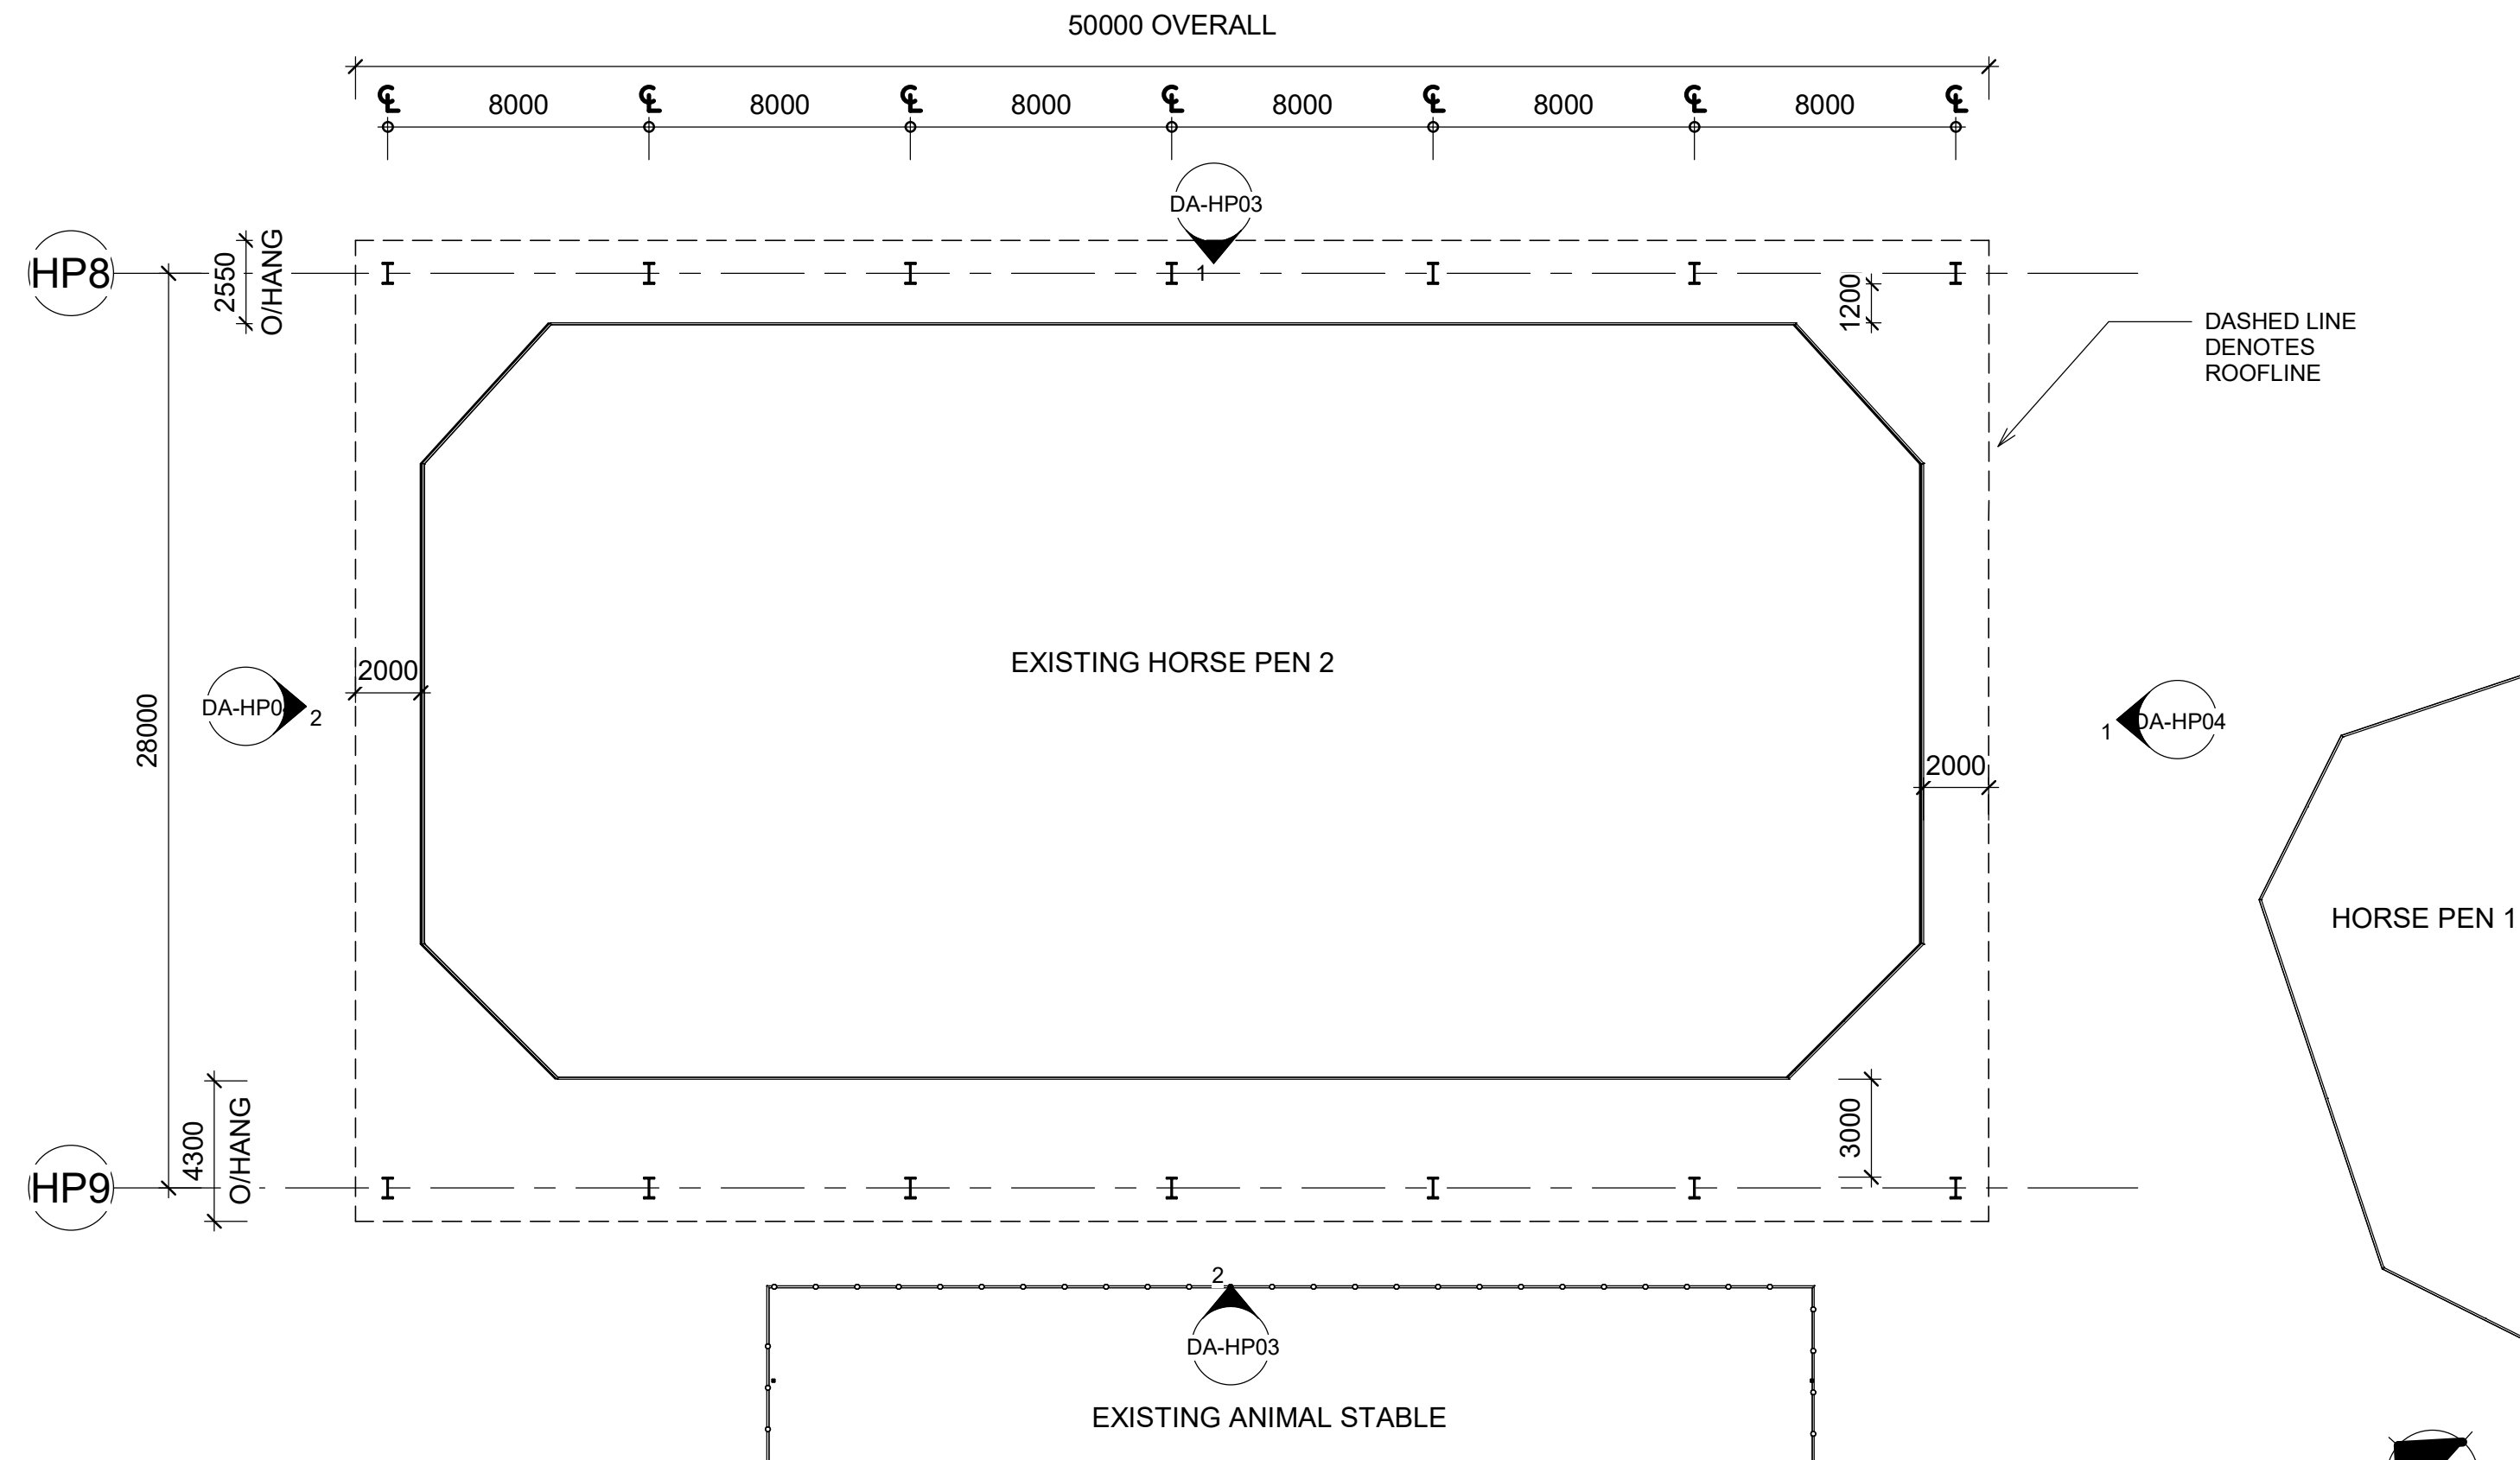 50000 OVERALL
8000 8000 8000 8000 8000 8000
DA-HP03
1
HP8
2550
O/HANG
1200
DASHED LINE
DENOTES
ROOFLINE
EXISTING HORSE PEN 2
2000
DA-HP0
2
28000
1
DA-HP04
2000
HORSE PEN 1
4300
O/HANG
3000
HP9
2
DA-HP03
EXISTING ANIMAL STABLE